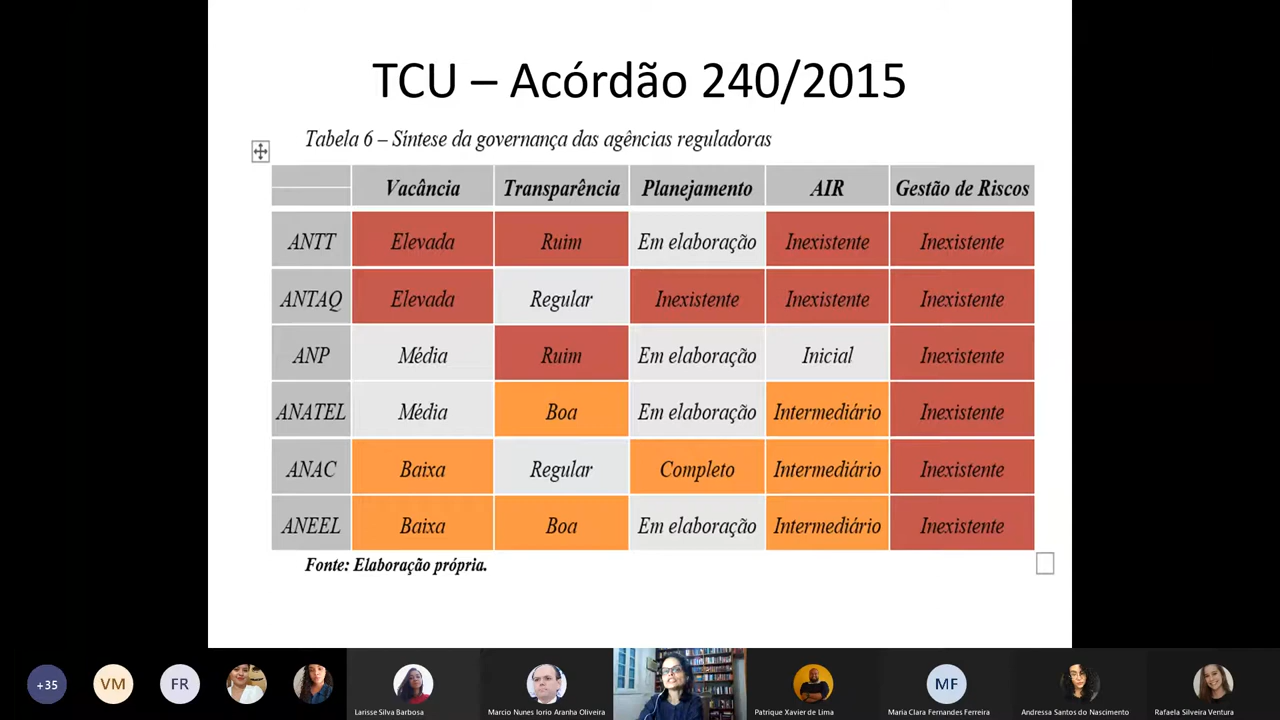 TCU – Acórdão 240/2015
Tabela 6 – Síntese da governança das agências reguladoras
Vacância Transparência Planejamento AIR Gestão de Riscos
ANTT Elevada Ruim Em elaboração Inexistente Inexistente
ANTAQ Elevada Regular Inexistente Inexistente Inexistente
ANP Média Ruim Em elaboração Inicial Inexistente
ANATEL Média Boa Em elaboração Intermediário Inexistente
ANAC Baixa Regular Completo Intermediário Inexistente
ANEEL Baixa Boa Em elaboração Intermediário Inexistente
Fonte: Elaboração própria.
+35 VM FR MF
Larisse Silva Barbosa Marcio Nunes Iorio Aranha Oliveira Patrique Xavier de Lima Maria Clara Fernandes Ferreira Andressa Santos do Nascimento Rafaela Silveira Ventura